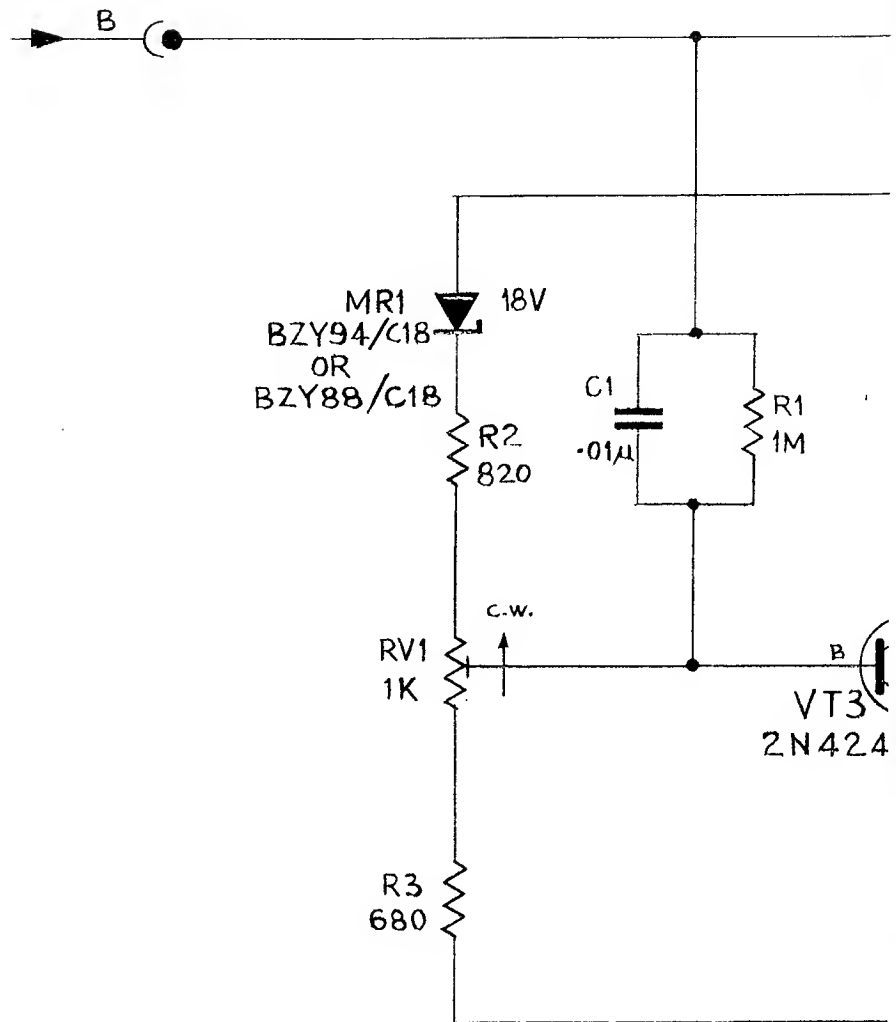 B
MR1
18V
BZY94/C18
OR
BZY88/C18
C1
.01µ
R1
1M
R2
820
C.W.
RV1
1K
B
VT3
2N424
R3
680